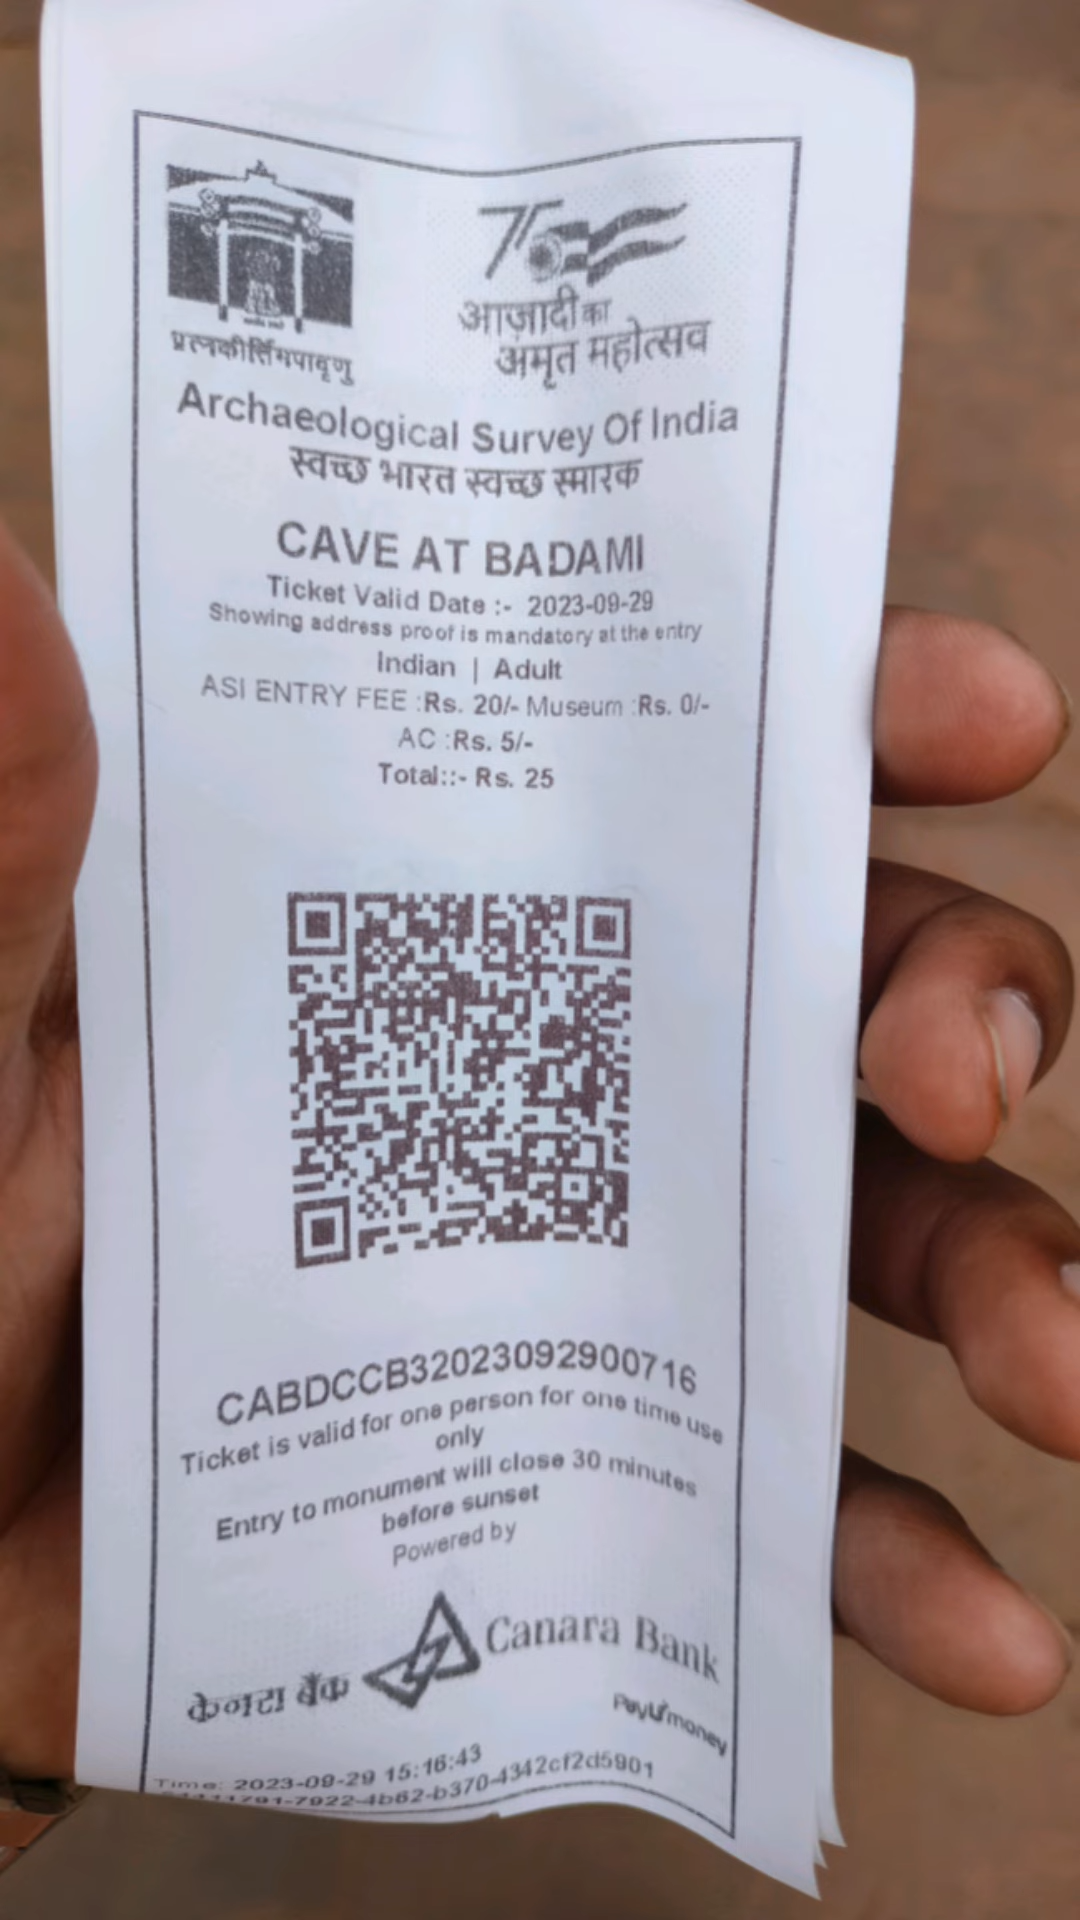 प्रत्नकीर्तिमपावृणु
75
आज़ादी का
अमृत महोत्सव
Archaeological Survey Of India
स्वच्छ भारत स्वच्छ स्मारक
CAVE AT BADAMI
Ticket Valid Date :- 2023-09-29
Showing address proof is mandatory at the entry
Indian | Adult
ASI ENTRY FEE :Rs. 20/- Museum :Rs. 0/-
AC :Rs. 5/-
Total::- Rs. 25
CABDCCB32023092900716
Ticket is valid for one person for one time use
only
Entry to monument will close 30 minutes
before sunset
Powered by
केनरा बैंक Canara Bank
PayUmoney
Time: 2023-09-29 15:16:43